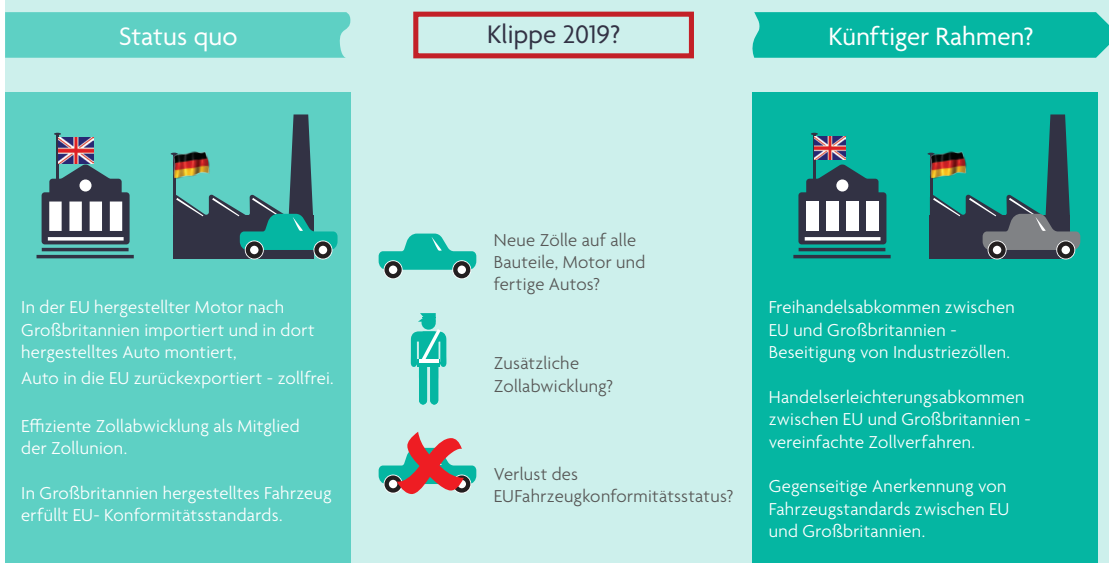 Status quo
In der EU hergestellter Motor nach
Großbritannien importiert und in dort
hergestelltes Auto montiert,
Auto in die EU zurückexportiert - zollfrei.
Effiziente Zollabwicklung als Mitglied
der Zollunion.
In Großbritannien hergestelltes Fahrzeug
erfüllt EU- Konformitätsstandards.
Klippe 2019?
Neue Zölle auf alle
Bauteile, Motor und
fertige Autos?
Zusätzliche
Zollabwicklung?
Verlust des
EUFahrzeugkonformitätsstatus?
Künftiger Rahmen?
Freihandelsabkommen zwischen
EU und Großbritannien -
Beseitigung von Industriezöllen.
Handelserleichterungsabkommen
zwischen EU und Großbritannien -
vereinfachte Zollverfahren.
Gegenseitige Anerkennung von
Fahrzeugstandards zwischen EU
und Großbritannien.